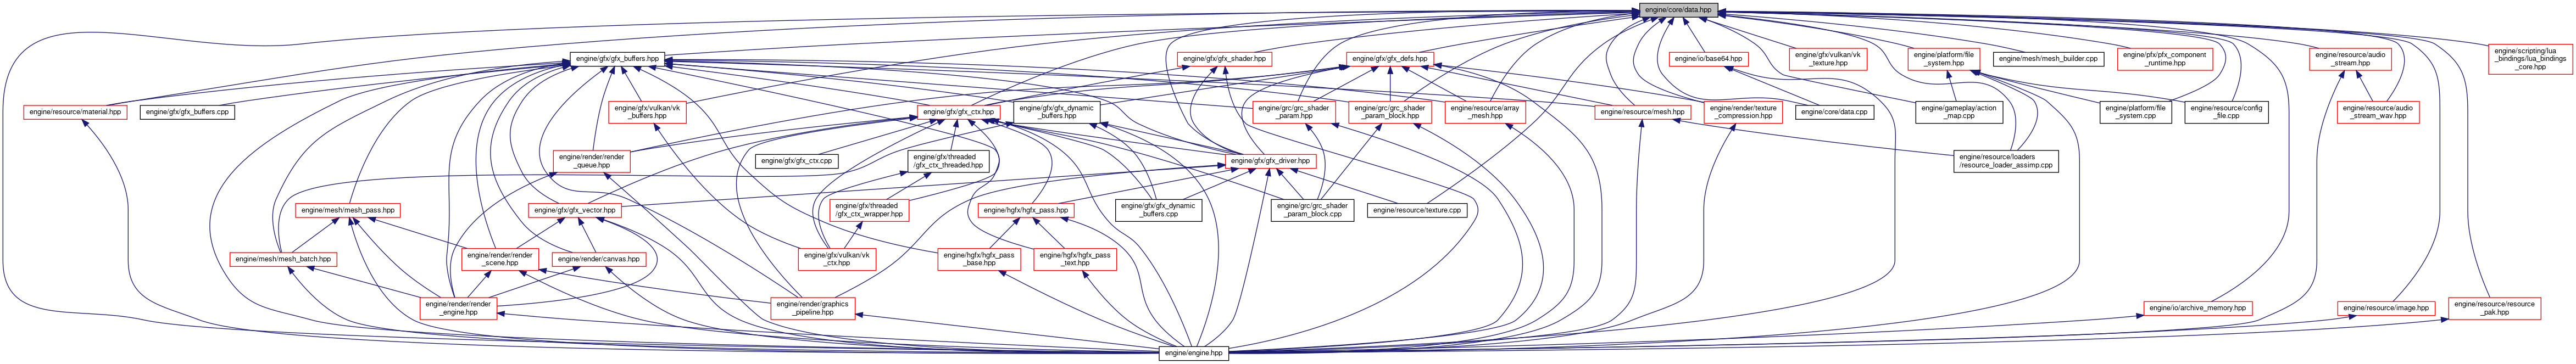 engine/core/data.hpp
engine/gfx/gfx_buffers.hpp
engine/gfx/gfx_shader.hpp
engine/gfx/gfx_defs.hpp
engine/io/base64.hpp
engine/gfx/vulkan/vk
_texture.hpp
engine/platform/file
_system.hpp
engine/mesh/mesh_builder.cpp
engine/pfx/pfx_component
_runtime.hpp
engine/resource/audio
_stream.hpp
engine/scripting/lua
_bindings/lua_bindings
_core.hpp
engine/resource/material.hpp
engine/gfx/gfx_buffers.cpp
engine/gfx/vulkan/vk
_buffers.hpp
engine/gfx/gfx_ctx.hpp
engine/gfx/gfx_dynamic
_buffers.hpp
engine/grc/grc_shader
_param.hpp
engine/grc/grc_shader
_param_block.hpp
engine/resource/array
_mesh.hpp
engine/resource/mesh.hpp
engine/render/texture
_compression.hpp
engine/core/data.cpp
engine/gameplay/action
_map.cpp
engine/platform/file
_system.cpp
engine/resource/config
_file.cpp
engine/resource/audio
_stream_wav.hpp
engine/render/render
_queue.hpp
engine/gfx/gfx_ctx.cpp
engine/gfx/threaded
/gfx_ctx_threaded.hpp
engine/gfx/gfx_driver.hpp
engine/resource/loaders
/resource_loader_assimp.cpp
engine/mesh/mesh_pass.hpp
engine/gfx/gfx_vector.hpp
engine/gfx/threaded
/gfx_ctx_wrapper.hpp
engine/hgfx/hgfx_pass.hpp
engine/gfx/gfx_dynamic
_buffers.cpp
engine/grc/grc_shader
_param_block.cpp
engine/resource/texture.cpp
engine/mesh/mesh_batch.hpp
engine/render/render
_scene.hpp
engine/render/canvas.hpp
engine/gfx/vulkan/vk
_ctx.hpp
engine/hgfx/hgfx_pass
_base.hpp
engine/hgfx/hgfx_pass
_text.hpp
engine/render/render
_engine.hpp
engine/render/graphics
_pipeline.hpp
engine/io/archive_memory.hpp
engine/resource/image.hpp
engine/resource/resource
_pak.hpp
engine/engine.hpp